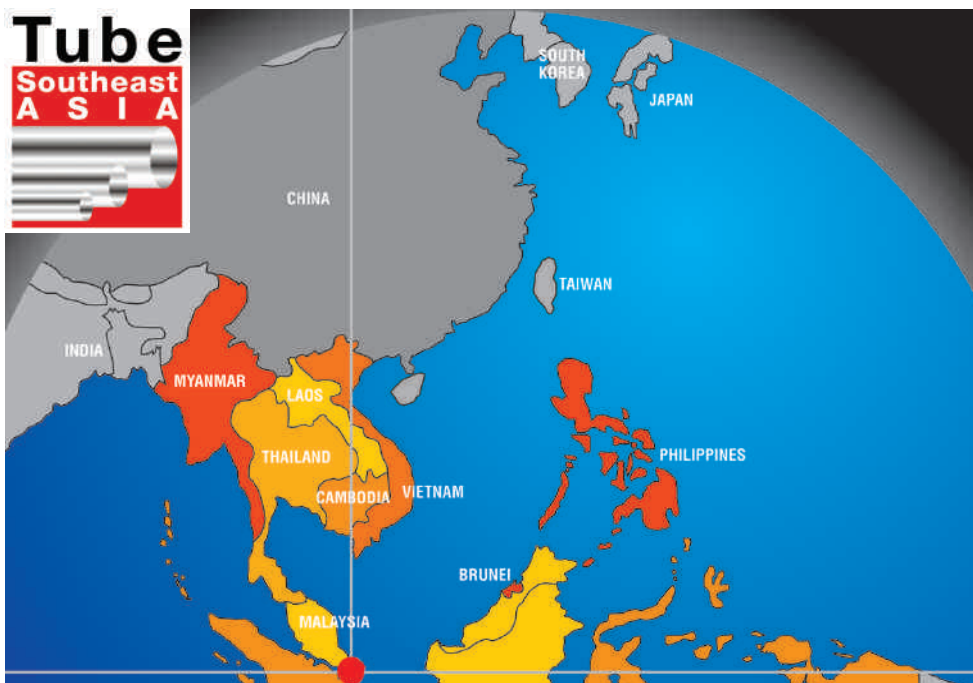 Tube
Southeast
ASIA
SOUTH
KOREA
JAPAN
CHINA
TAIWAN
INDIA
MYANMAR
LAOS
THAILAND
PHILIPPINES
CAMBODIA
VIETNAM
BRUNEI
MALAYSIA